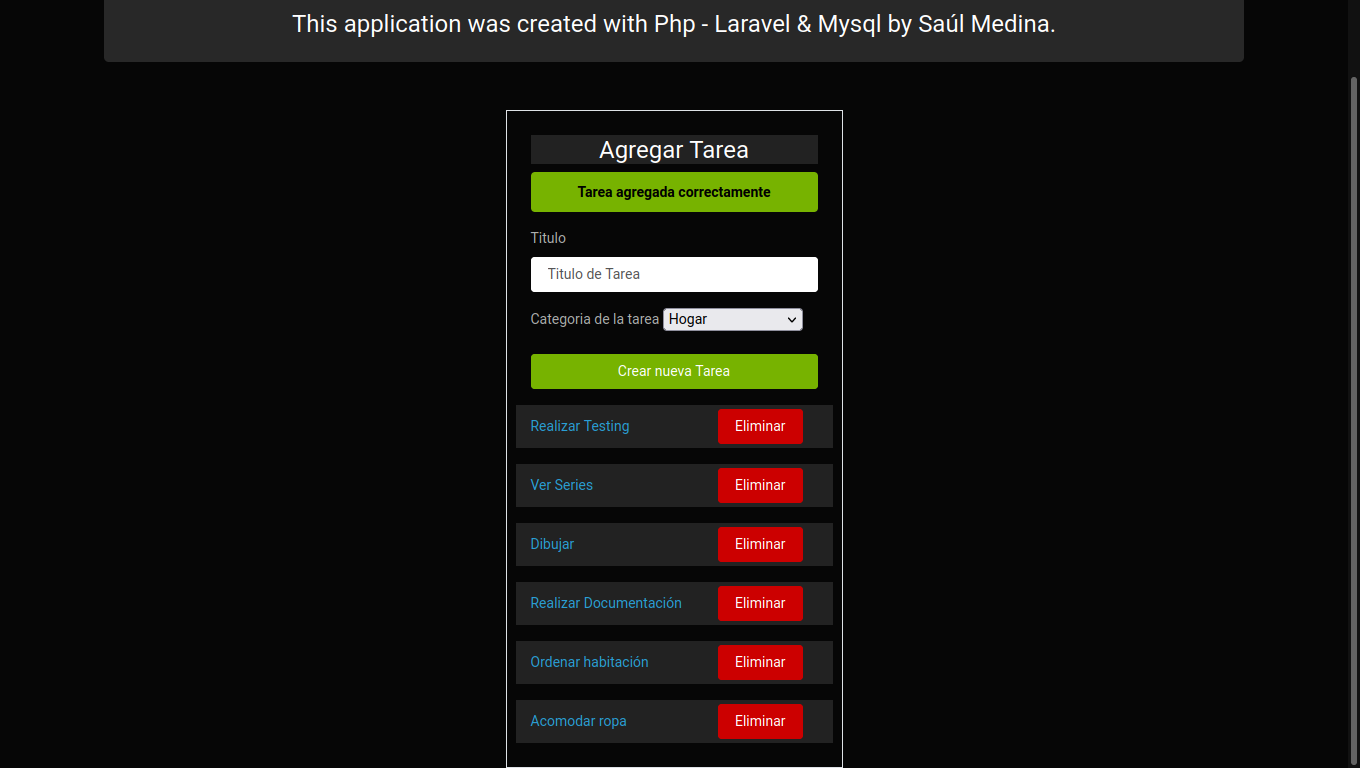 This application was created with Php - Laravel & Mysql by Saúl Medina.
Agregar Tarea
Tarea agregada correctamente
Titulo
Titulo de Tarea
Categoria de la tarea Hogar
Crear nueva Tarea
Realizar Testing Eliminar
Ver Series Eliminar
Dibujar Eliminar
Realizar Documentación Eliminar
Ordenar habitación Eliminar
Acomodar ropa Eliminar